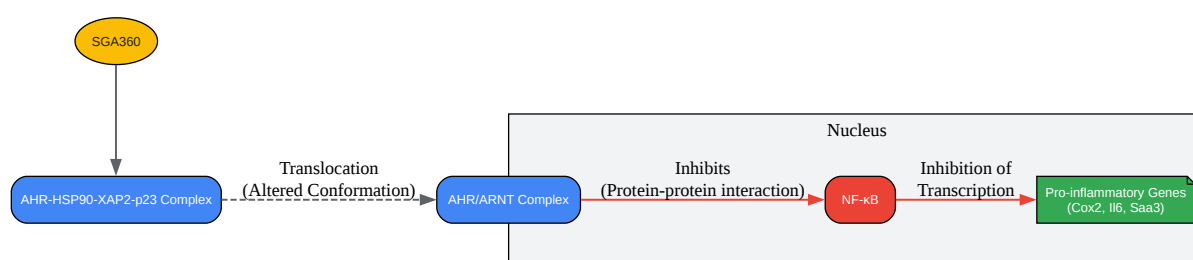 SGA360
Nucleus
Translocation
(Altered Conformation)
Inhibits
(Protein-protein interaction)
Inhibition of
Transcription
AHR-HSP90-XAP2-p23 Complex
AHR/ARNT Complex
NF-κB
Pro-inflammatory Genes
(Cox2, Il6, Saa3)